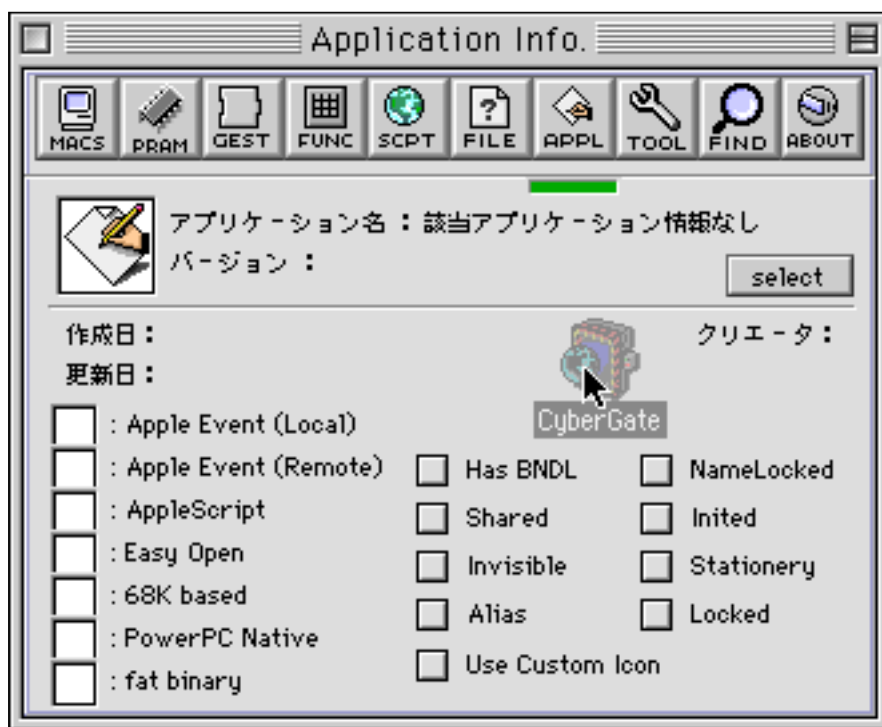 Application Info.
MACS PRAM GEST FUNC SCPT FILE APPL TOOL FIND ABOUT
アプリケーション名：該当アプリケーション情報なし
バージョン：
select
作成日： クリエータ：
更新日：
CyberGate
: Apple Event (Local)
: Apple Event (Remote) Has BNDL NameLocked
: AppleScript Shared Inited
: Easy Open Invisible Stationery
: 68K based Alias Locked
: PowerPC Native Use Custom Icon
: fat binary